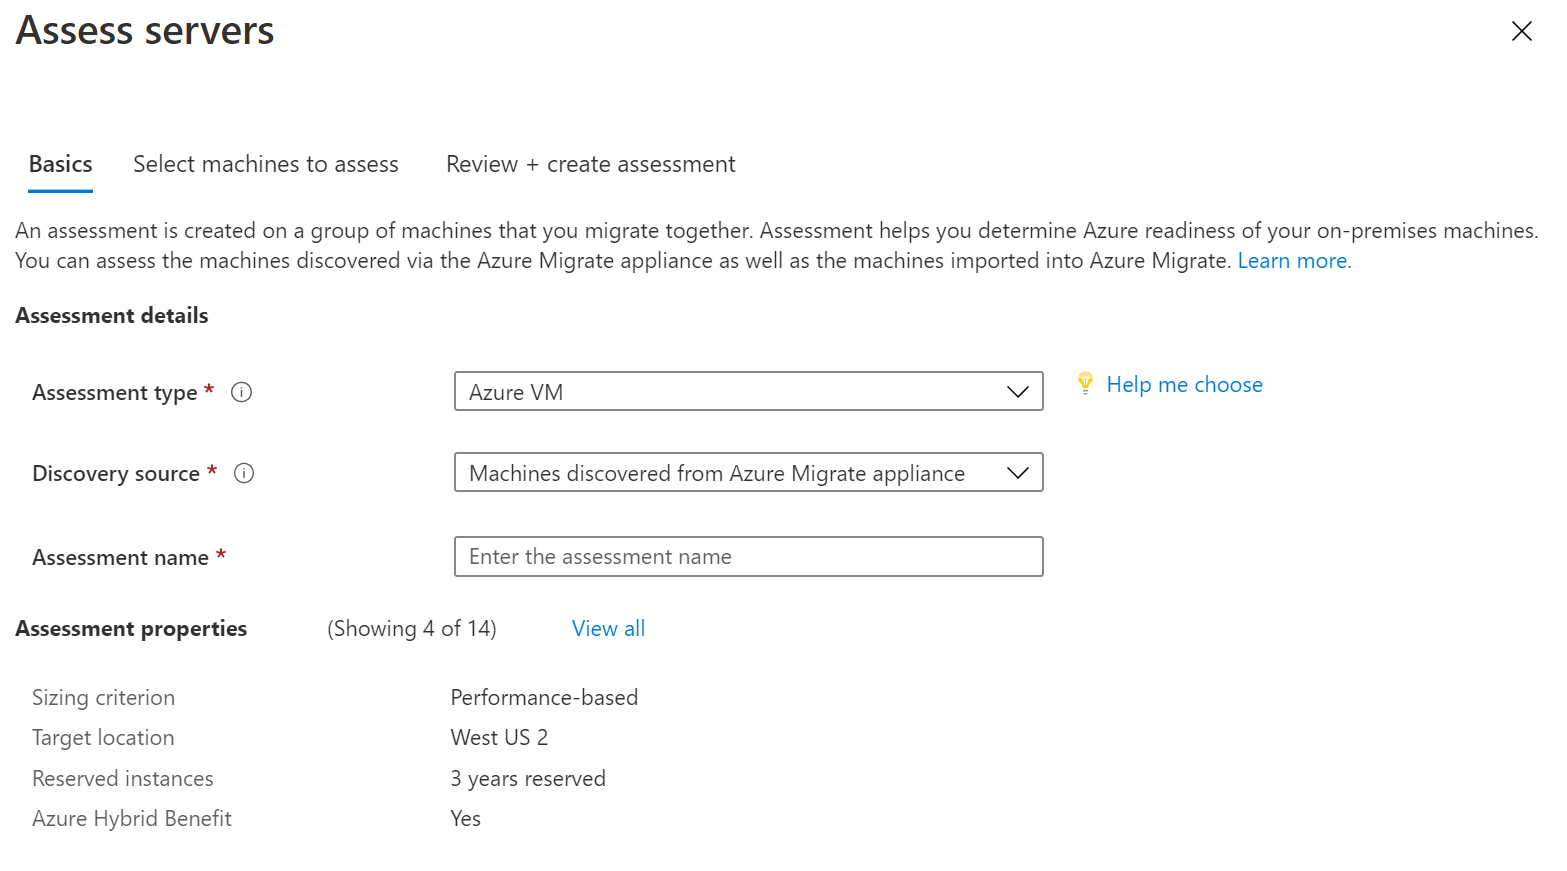 Assess servers
Basics
Select machines to assess
Review + create assessment
An assessment is created on a group of machines that you migrate together. Assessment helps you determine Azure readiness of your on-premises machines.
You can assess the machines discovered via the Azure Migrate appliance as well as the machines imported into Azure Migrate. Learn more.
Assessment details
Assessment type *
Azure VM
Help me choose
Discovery source *
Machines discovered from Azure Migrate appliance
Assessment name *
Enter the assessment name
Assessment properties
(Showing 4 of 14)
View all
Sizing criterion
Performance-based
Target location
West US 2
Reserved instances
3 years reserved
Azure Hybrid Benefit
Yes